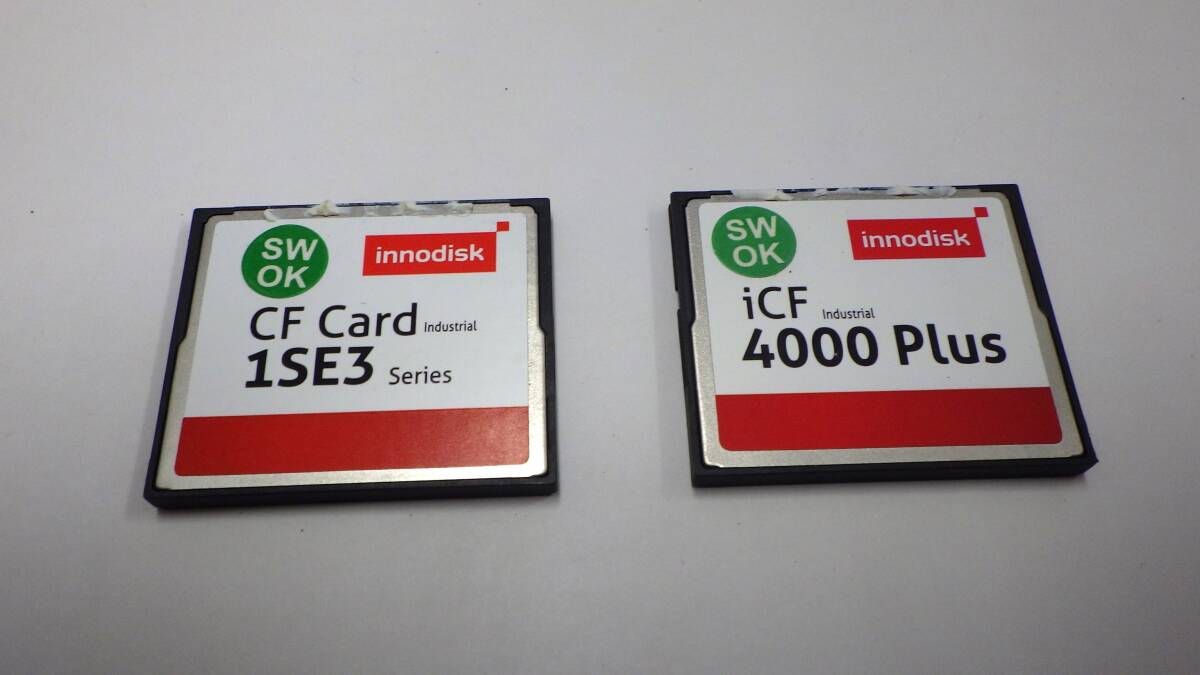 SW
OK
innodisk
CF Card Industrial
1SE3 Series
SW
OK
innodisk
iCF Industrial
4000 Plus